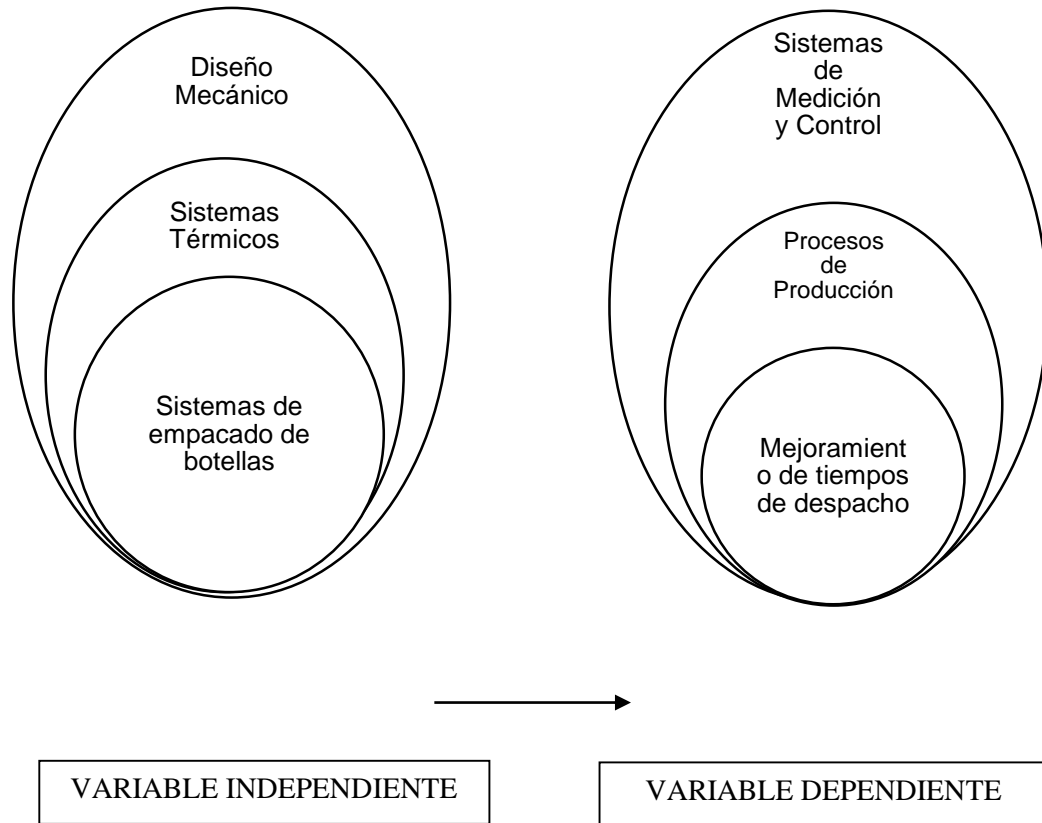 Diseño
Mecánico
Sistemas
Térmicos
Sistemas de
empacado de
botellas
Sistemas
de
Medición
y Control
Procesos
de
Producción
Mejoramient
o de tiempos
de despacho
VARIABLE INDEPENDIENTE
VARIABLE DEPENDIENTE